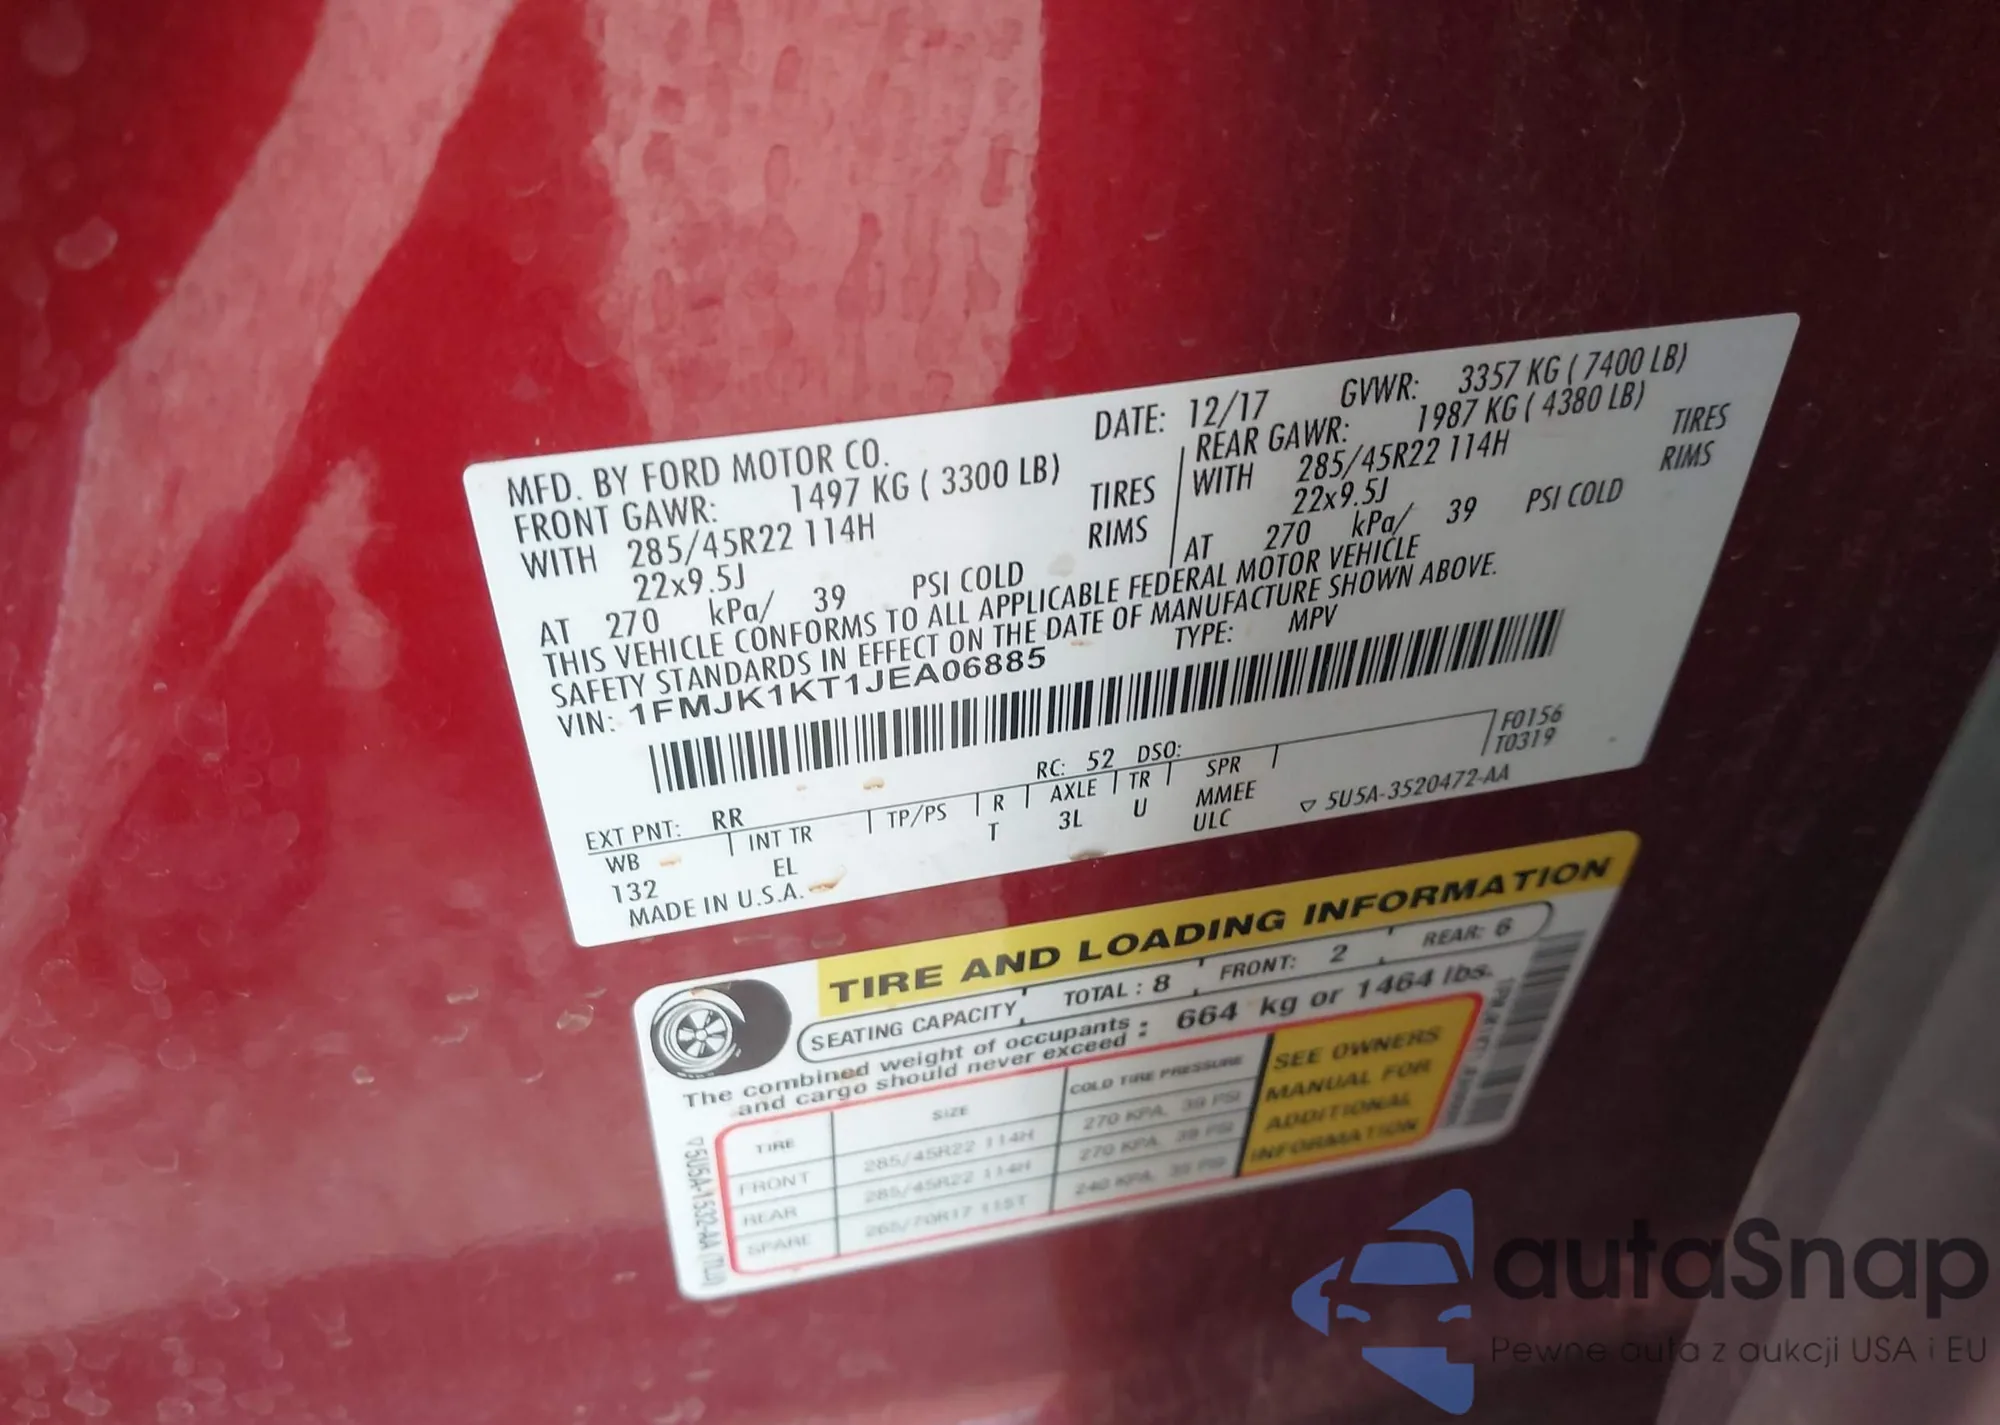 MFD. BY FORD MOTOR CO. DATE: 12/17 GVWR: 3357 KG ( 7400 LB)
FRONT GAWR: 1497 KG ( 3300 LB) REAR GAWR: 1987 KG ( 4380 LB)
WITH 285/45R22 114H TIRES WITH 285/45R22 114H TIRES
22x9.5J RIMS 22x9.5J RIMS
AT 270 kPa/ 39 PSI COLD AT 270 kPa/ 39 PSI COLD
THIS VEHICLE CONFORMS TO ALL APPLICABLE FEDERAL MOTOR VEHICLE
SAFETY STANDARDS IN EFFECT ON THE DATE OF MANUFACTURE SHOWN ABOVE.
VIN: 1FMJK1KT1JEA06885 TYPE: MPV
F0156
T0319
EXT PNT: RR RC: 52 DSO:
WB INT TR TP/PS R AXLE TR SPR
132 EL T 3L U MMEE
ULC
MADE IN U.S.A. ▽ 5U5A-3520472-AA
TIRE AND LOADING INFORMATION
SEATING CAPACITY TOTAL : 8 FRONT: 2 REAR: 6
The combined weight of occupants : 664 kg or 1464 lbs.
and cargo should never exceed
TIRE SIZE COLD TIRE PRESSURE
FRONT 285/45R22 114H 270 KPA, 39 PSI
REAR 285/45R22 114H 270 KPA, 39 PSI
SPARE 265/70R17 115T 240 KPA, 35 PSI
SEE OWNERS
MANUAL FOR
ADDITIONAL
INFORMATION
▽5U5A-1532-AA (TLI)
autaSnap
Pewne auta z aukcji USA i EU